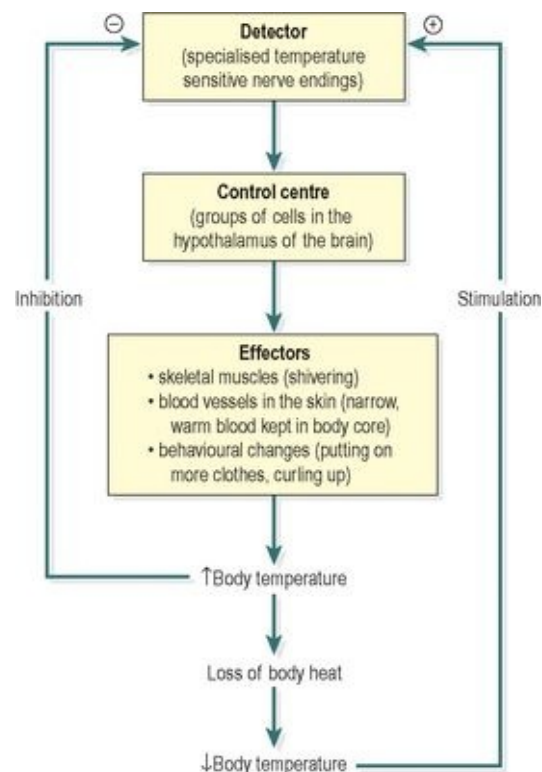 ⊖
⊕
Detector
(specialised temperature
sensitive nerve endings)
Control centre
(groups of cells in the
hypothalamus of the brain)
Inhibition
Stimulation
Effectors
• skeletal muscles (shivering)
• blood vessels in the skin (narrow,
warm blood kept in body core)
• behavioural changes (putting on
more clothes, curling up)
↑Body temperature
Loss of body heat
↓Body temperature